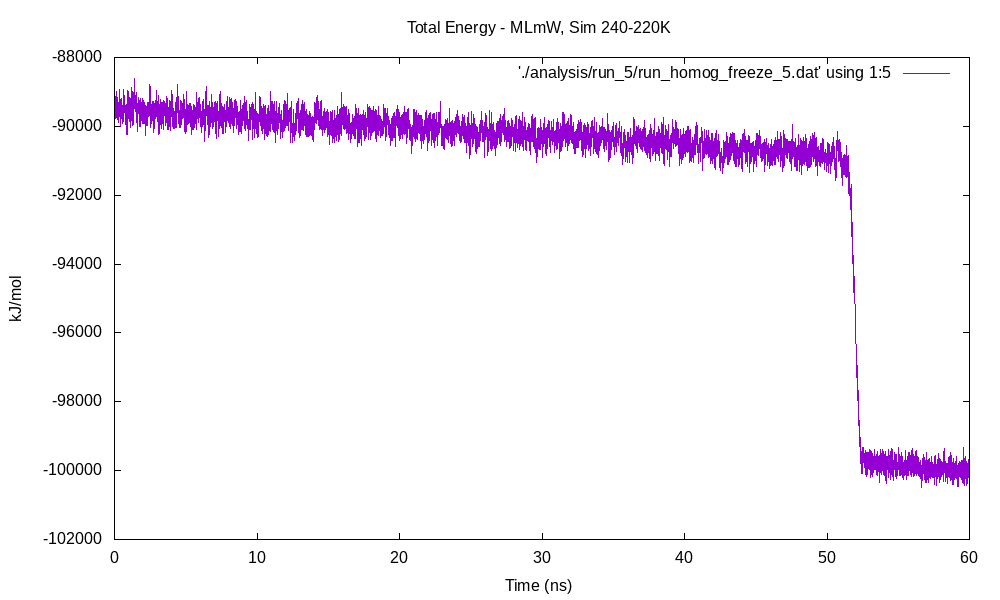 Total Energy - MLmW, Sim 240-220K
'./analysis/run_5/run_homog_freeze_5.dat' using 1:5
-88000
-90000
-92000
-94000
-96000
-98000
-100000
-102000
kJ/mol
0 10 20 30 40 50 60
Time (ns)